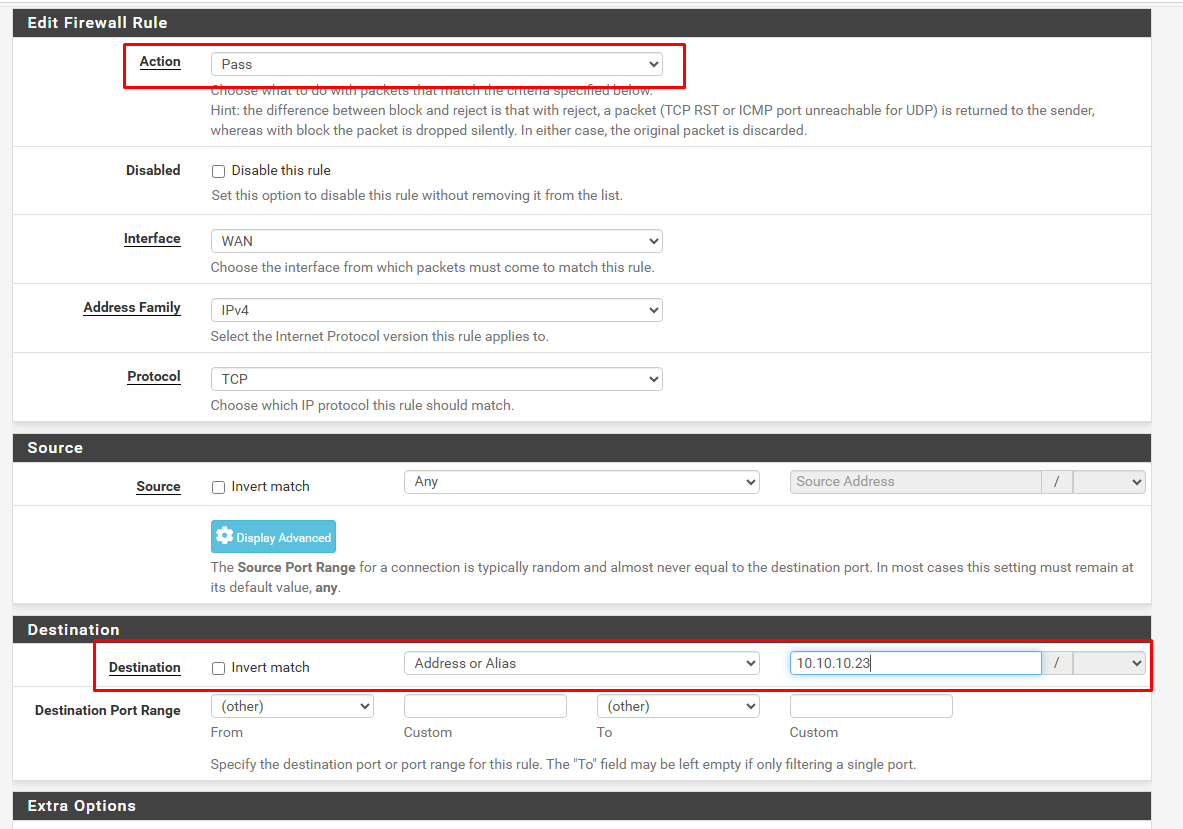 Edit Firewall Rule
Action
Pass
Choose what to do with packets that match the criteria specified below.
Hint: the difference between block and reject is that with reject, a packet (TCP RST or ICMP port unreachable for UDP) is returned to the sender,
whereas with block the packet is dropped silently. In either case, the original packet is discarded.
Disabled
Disable this rule
Set this option to disable this rule without removing it from the list.
Interface
WAN
Choose the interface from which packets must come to match this rule.
Address Family
IPv4
Select the Internet Protocol version this rule applies to.
Protocol
TCP
Choose which IP protocol this rule should match.
Source
Source
Invert match
Any
Source Address
/
Display Advanced
The Source Port Range for a connection is typically random and almost never equal to the destination port. In most cases this setting must remain at
its default value, any.
Destination
Destination
Invert match
Address or Alias
10.10.10.23
/
Destination Port Range
(other)
(other)
From
Custom
To
Custom
Specify the destination port or port range for this rule. The "To" field may be left empty if only filtering a single port.
Extra Options